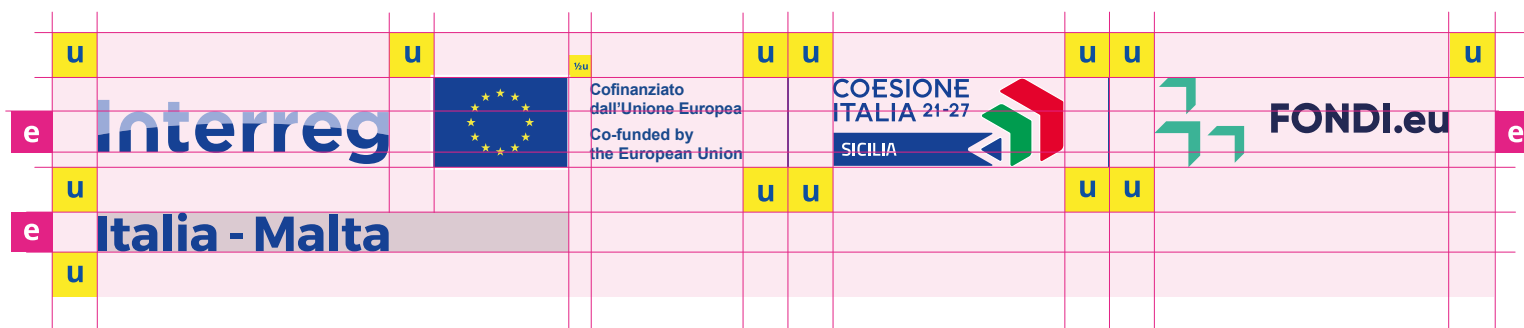 u u u u u u u
½u
Cofinanziato
dall'Unione Europea
Co-funded by
the European Union
COESIONE
ITALIA 21-27
SICILIA
e Interreg FONDI.eu e
u u u u u
e Italia - Malta
u